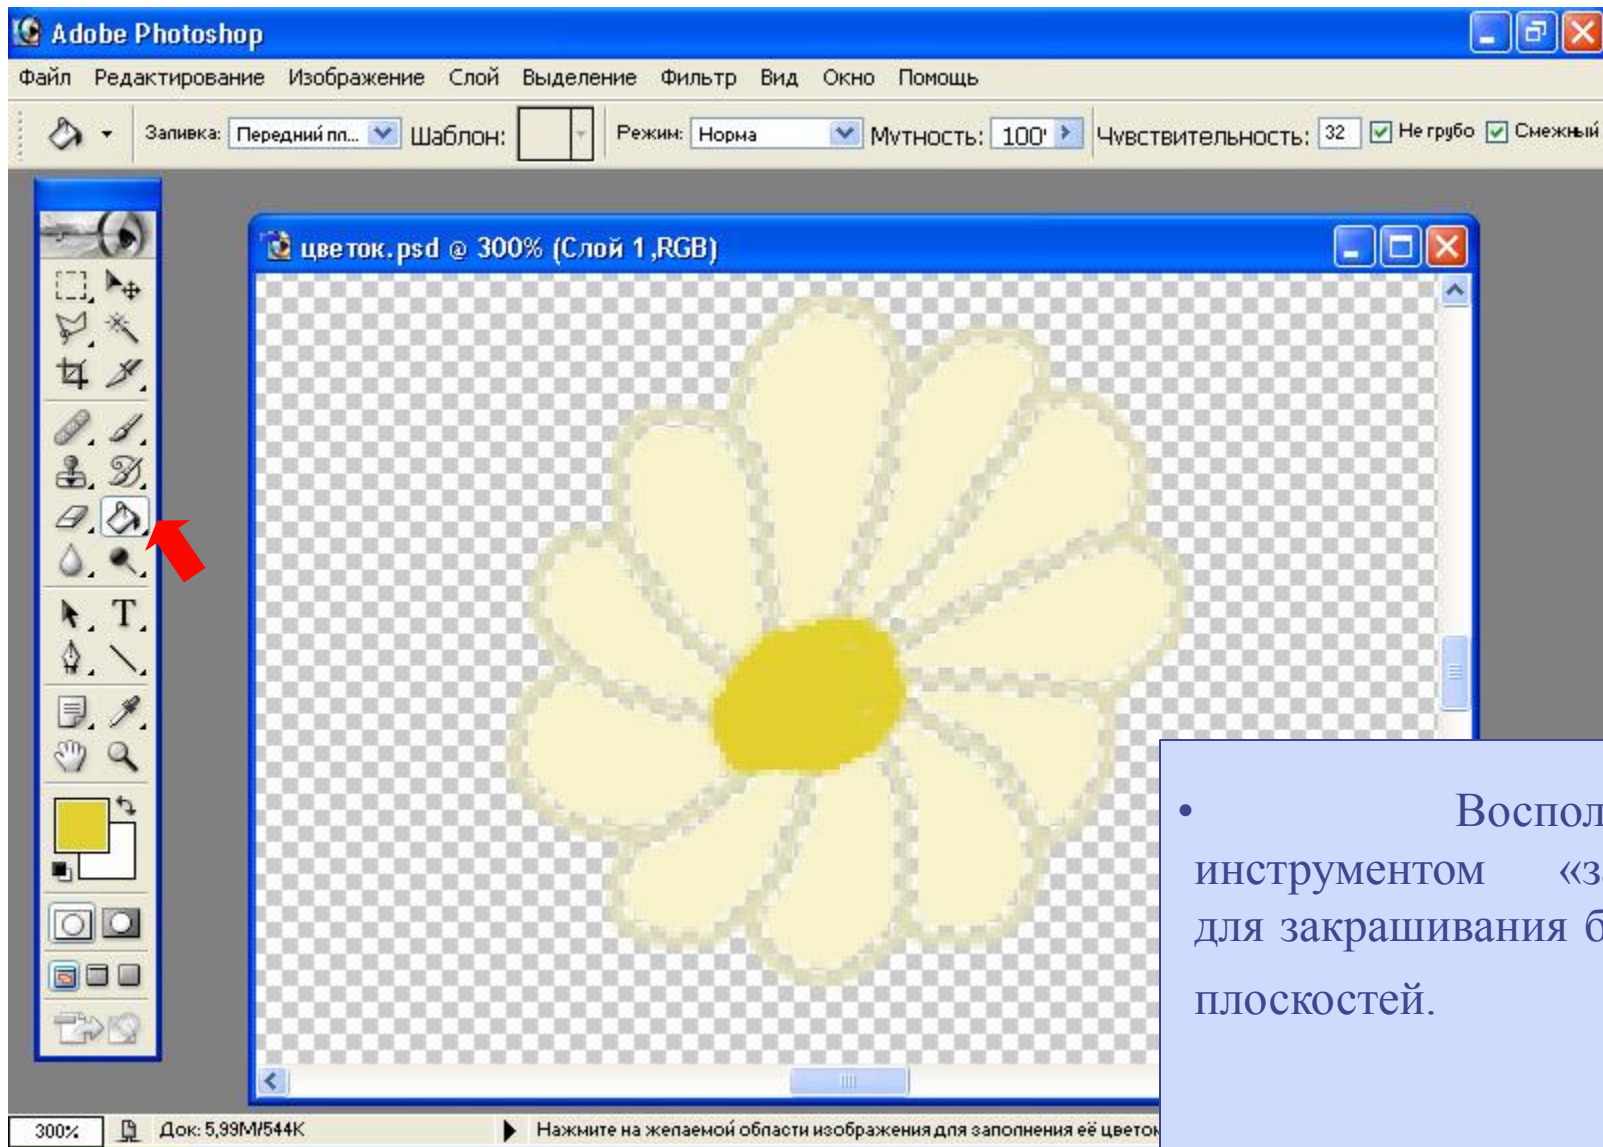 Adobe Photoshop
Файл Редактирование Изображение Слой Выделение Фильтр Вид Окно Помощь
Заливка: Передний пл... Шаблон: Режим: Норма Мутность: 100 Чувствительность: 32 Не грубо Смежный
цветок.psd @ 300% (Слой 1,RGB)
T
• Воспол
инструментом «за
для закрашивания б
плоскостей.
300% Док: 5,99M/544K Нажмите на желаемой области изображения для заполнения её цветом